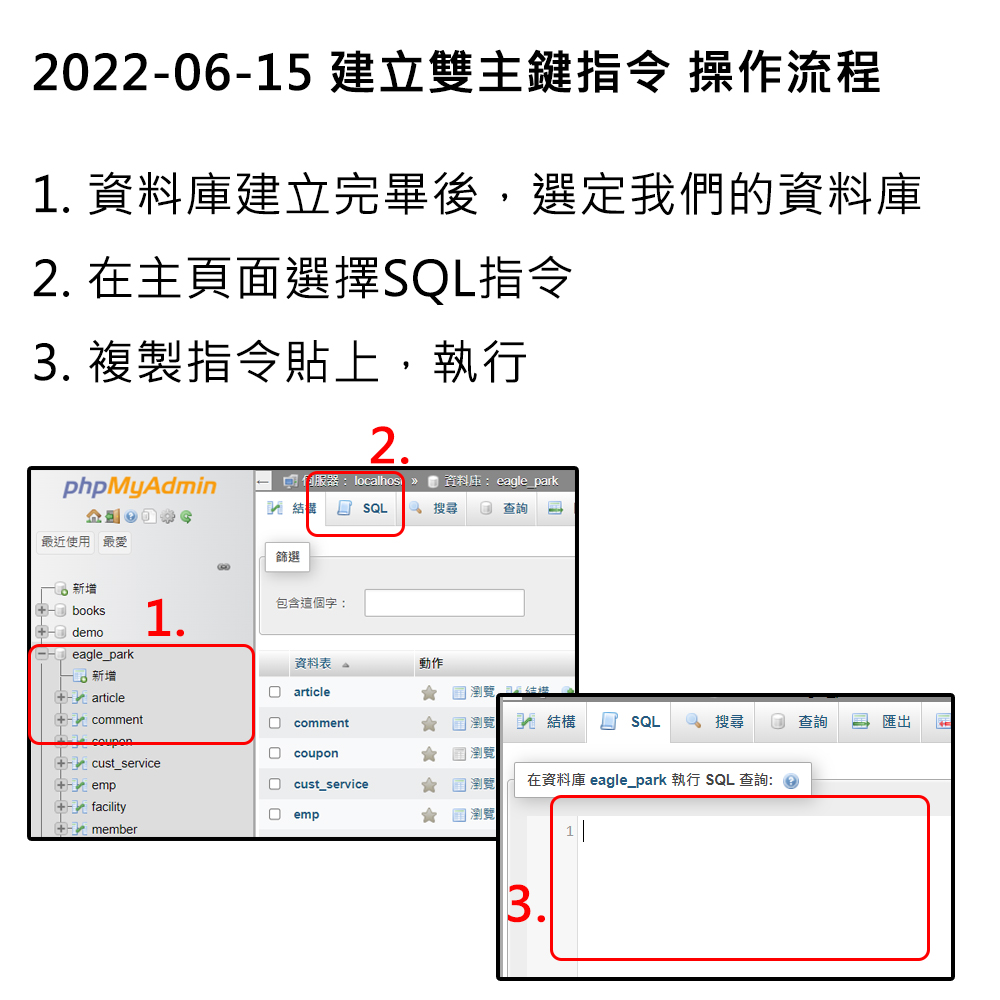 2022-06-15 建立雙主鍵指令 操作流程
1. 資料庫建立完畢後，選定我們的資料庫
2. 在主頁面選擇SQL指令
3. 複製指令貼上，執行
2.
phpMyAdmin
伺服器： localhost » 資料庫： eagle_park
結構 SQL 搜尋 查詢
最近使用 最愛
篩選
包含這個字：
新增
books
demo
1.
eagle_park
新增
article
comment
coupon
cust_service
emp
facility
member
資料表 動作
article 瀏覽 結構
comment 瀏覽
coupon 瀏覽
cust_service 瀏覽
emp 瀏覽
結構 SQL 搜尋 查詢 匯出
在資料庫 eagle_park 執行 SQL 查詢:
1
3.